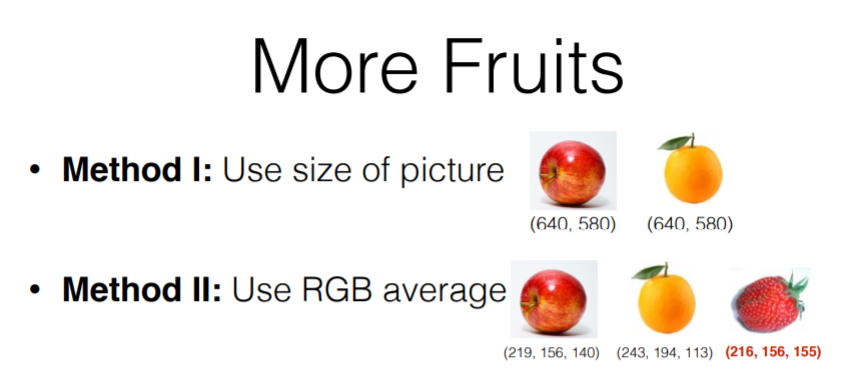 More Fruits
• Method I: Use size of picture
(640, 580) (640, 580)
• Method II: Use RGB average
(219, 156, 140) (243, 194, 113) (216, 156, 155)